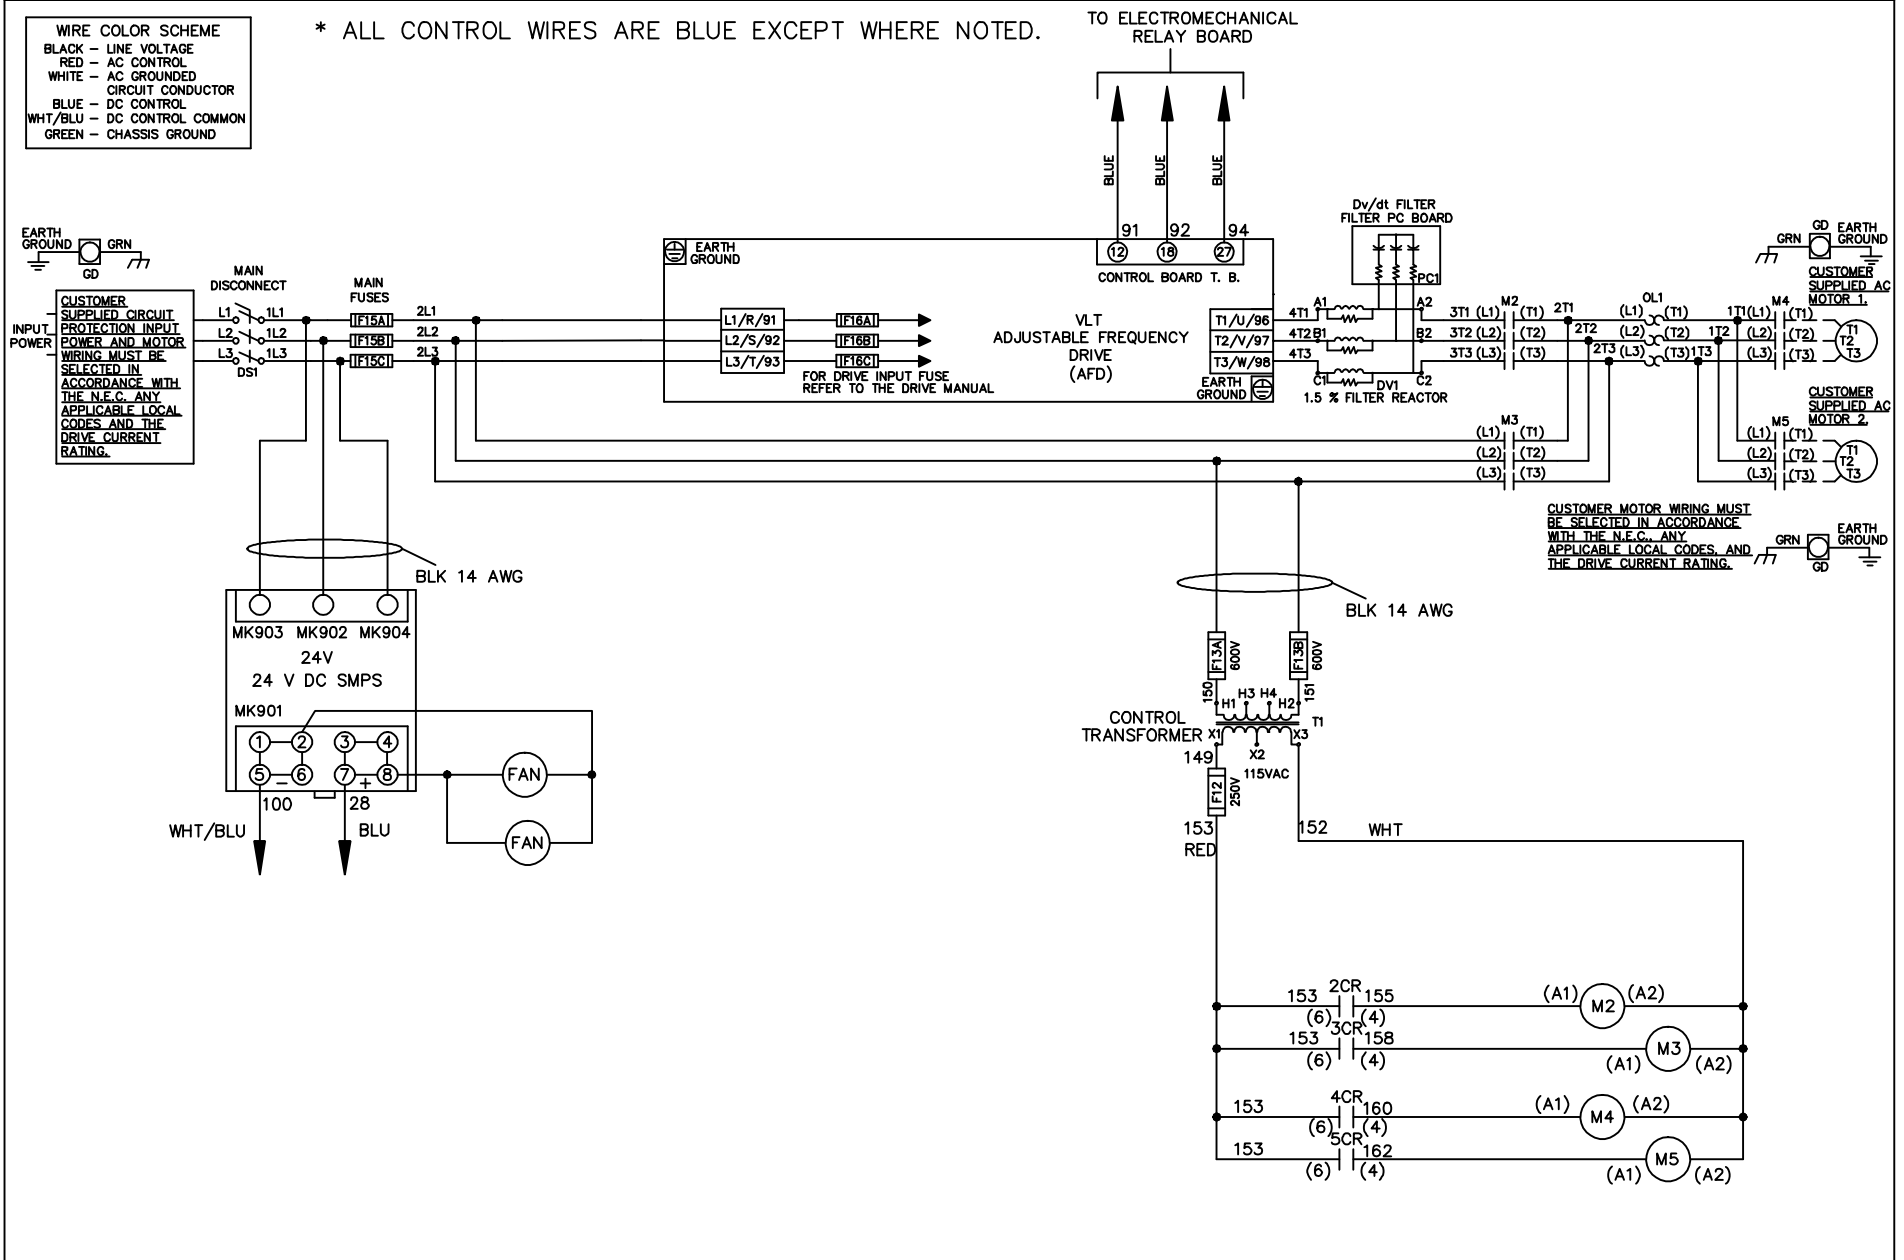 WIRE COLOR SCHEME
BLACK – LINE VOLTAGE
RED – AC CONTROL
WHITE – AC GROUNDED
CIRCUIT CONDUCTOR
BLUE – DC CONTROL
WHT/BLU – DC CONTROL COMMON
GREEN – CHASSIS GROUND
* ALL CONTROL WIRES ARE BLUE EXCEPT WHERE NOTED.
TO ELECTROMECHANICAL
RELAY BOARD
BLUE BLUE BLUE
91 92 94
12 18 27
CONTROL BOARD T. B.
EARTH
GROUND
GRN
GD
CUSTOMER
SUPPLIED CIRCUIT
PROTECTION INPUT
POWER AND MOTOR
WIRING MUST BE
SELECTED IN
ACCORDANCE WITH
THE N.E.C. ANY
APPLICABLE LOCAL
CODES AND THE
DRIVE CURRENT
RATING.
INPUT
POWER
MAIN
DISCONNECT
L1 1L1
L2 1L2
L3 1L3
DS1
MAIN
FUSES
F15A 2L1
F15B 2L2
F15C 2L3
EARTH
GROUND
L1/R/91 F16A
L2/S/92 F16B
L3/T/93 F16C
FOR DRIVE INPUT FUSE
REFER TO THE DRIVE MANUAL
VLT
ADJUSTABLE FREQUENCY
DRIVE
(AFD)
T1/U/96
T2/V/97
T3/W/98
EARTH
GROUND
Dv/dt FILTER
FILTER PC BOARD
PC1
4T1 A1 A2
4T2 B1 B2
4T3 C1 C2
DV1
1.5 % FILTER REACTOR
M2
3T1 (L1) (T1) 2T1
3T2 (L2) (T2) 2T2
3T3 (L3) (T3) 2T3
OL1
(L1) (T1) 1T1
(L2) (T2) 1T2
(L3) (T3) 1T3
M4
(L1) (T1)
(L2) (T2)
(L3) (T3)
T1
T2
T3
GRN
GD
EARTH
GROUND
CUSTOMER
SUPPLIED AC
MOTOR 1.
M3
(L1) (T1)
(L2) (T2)
(L3) (T3)
CUSTOMER
SUPPLIED AC
MOTOR 2.
M5
(L1) (T1)
(L2) (T2)
(L3) (T3)
T1
T2
T3
CUSTOMER MOTOR WIRING MUST
BE SELECTED IN ACCORDANCE
WITH THE N.E.C., ANY
APPLICABLE LOCAL CODES, AND
THE DRIVE CURRENT RATING.
GRN
GD
EARTH
GROUND
BLK 14 AWG
MK903 MK902 MK904
24V
24 V DC SMPS
MK901
1 2 3 4
5 – 6 7 + 8
100 28
WHT/BLU BLU
FAN
FAN
BLK 14 AWG
F13A 600V F13B 600V
150 151
H1 H3 H4 H2
CONTROL
TRANSFORMER
T1
X1 X2 X3
149
115VAC
F12 250V
153 152 WHT
RED
2CR
153 155 (A1) M2 (A2)
(6) (4)
3CR
153 158 M3
(6) (4) (A1) (A2)
4CR
153 160 (A1) M4 (A2)
(6) (4)
5CR
153 162 M5
(6) (4) (A1) (A2)